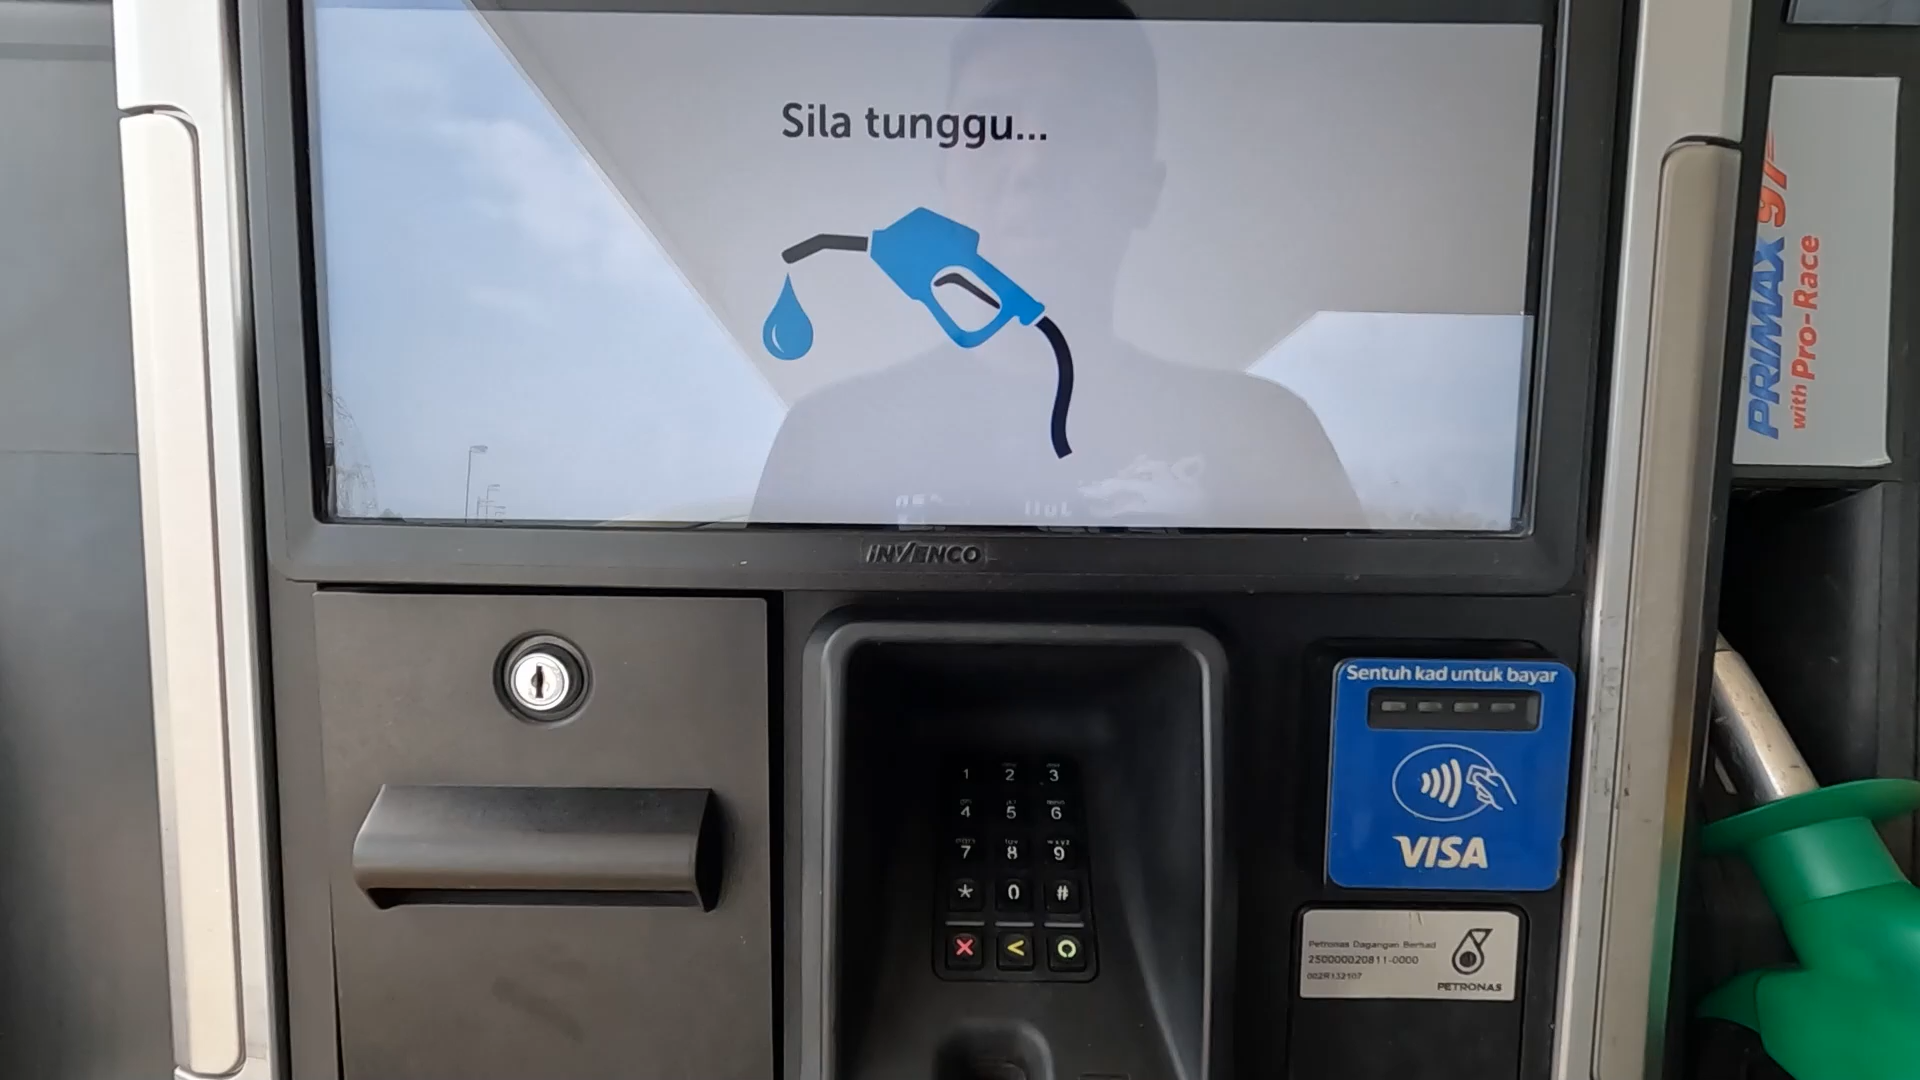 Sila tunggu...
INVENCO
PRIMAX 97
with Pro-Race
Sentuh kad untuk bayar
VISA
1 2 3
4 5 6
7 8 9
* 0 #
Petronas Dagangan Berhad
250000020811-0000
002R132107
PETRONAS